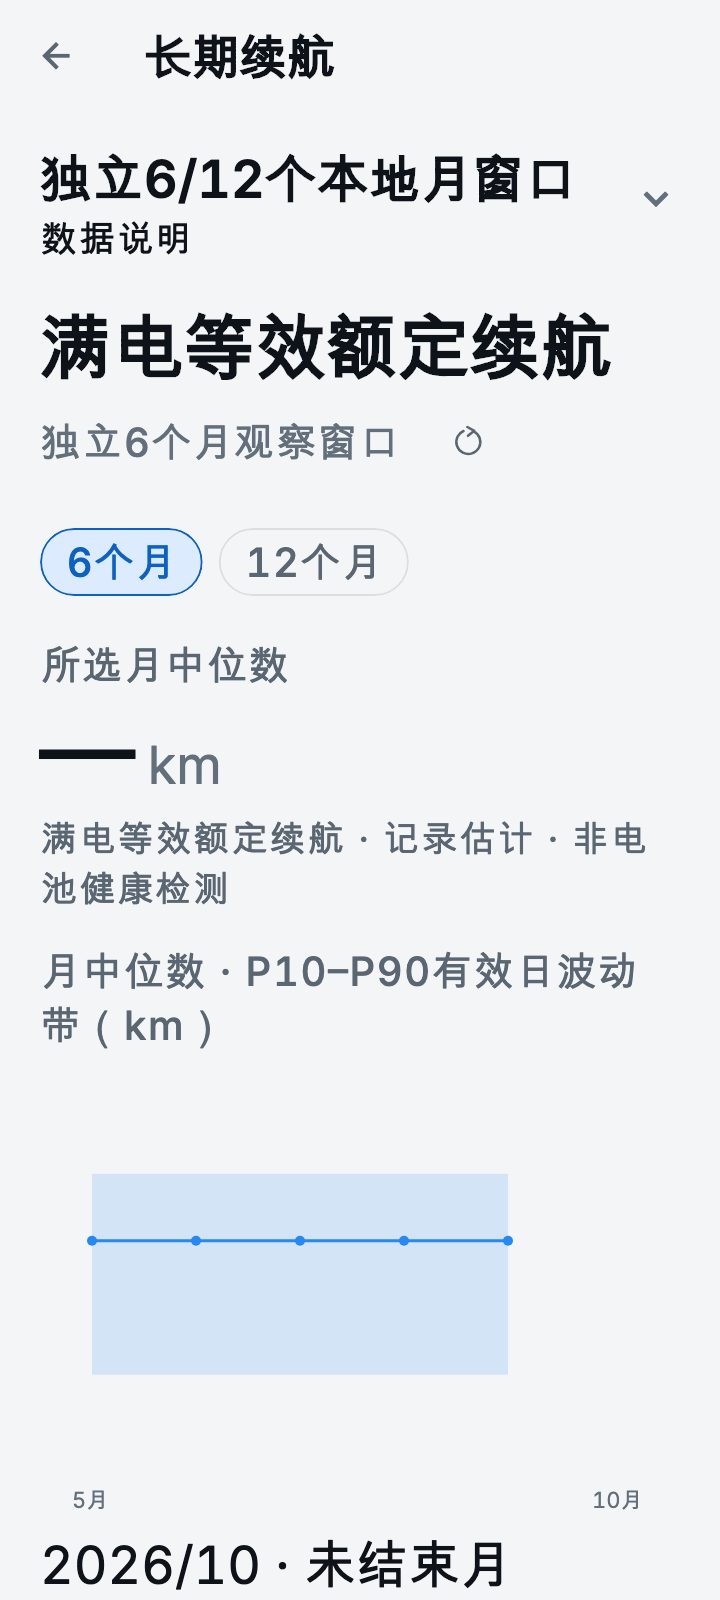 长期续航
独立6/12个本地月窗口
数据说明
满电等效额定续航
独立6个月观察窗口
6个月
12个月
所选月中位数
— km
满电等效额定续航 · 记录估计 · 非电
池健康检测
月中位数 · P10–P90有效日波动
带（km）
5月
10月
2026/10 · 未结束月